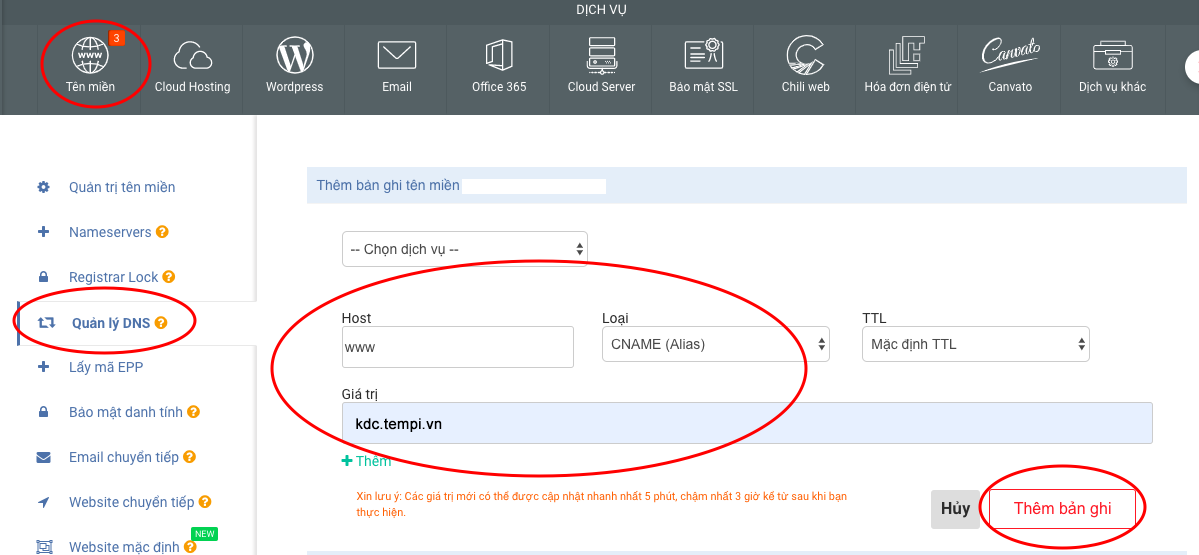 DỊCH VỤ
3
WWW
Tên miền
Cloud Hosting
Wordpress
Email
Office 365
Cloud Server
Bảo mật SSL
Chili web
Hóa đơn điện tử
Canvato
Canvato
Dịch vụ khác
Quản trị tên miền
Nameservers ?
Registrar Lock ?
Quản lý DNS ?
Lấy mã EPP
Bảo mật danh tính ?
Email chuyển tiếp ?
Website chuyển tiếp ?
NEW
Website mặc định ?
Thêm bản ghi tên miền
-- Chọn dịch vụ --
Host
Loại
TTL
www
CNAME (Alias)
Mặc định TTL
Giá trị
kdc.tempi.vn
+ Thêm
Xin lưu ý: Các giá trị mới có thể được cập nhật nhanh nhất 5 phút, chậm nhất 3 giờ kể từ sau khi bạn
thực hiện.
Hủy
Thêm bản ghi